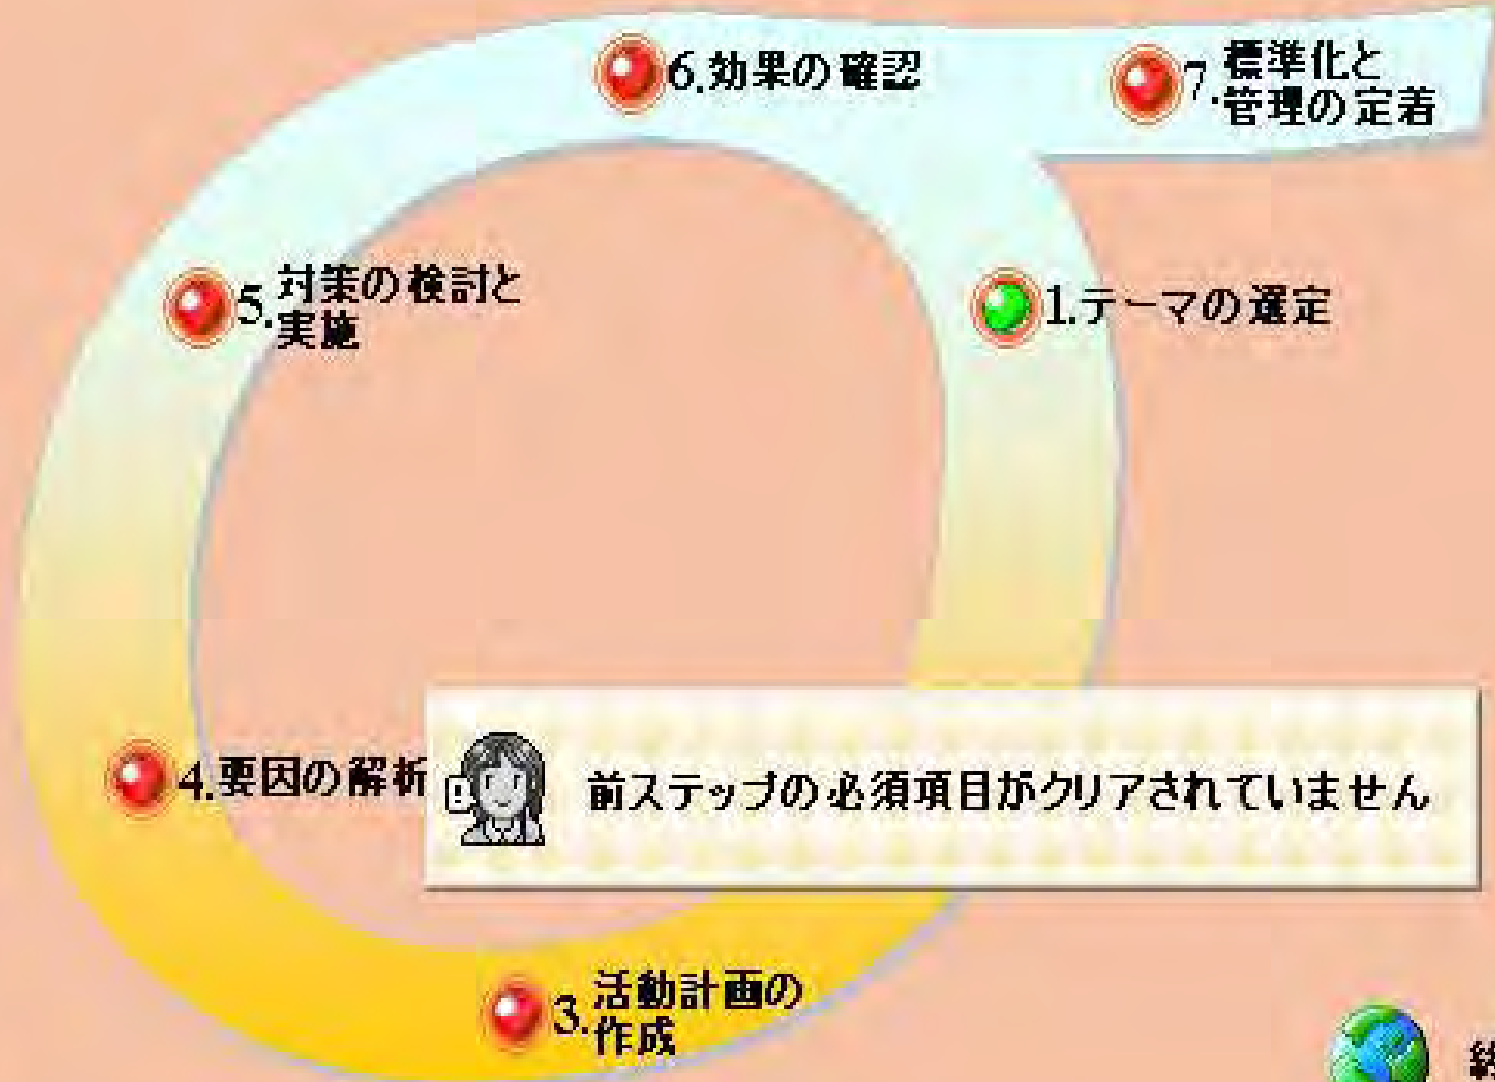 6.効果の確認
7.標準化と
管理の定着
5.対策の検討と
実施
1.テーマの選定
4.要因の解析
前ステップの必須項目がクリアされていません
3.活動計画の
作成